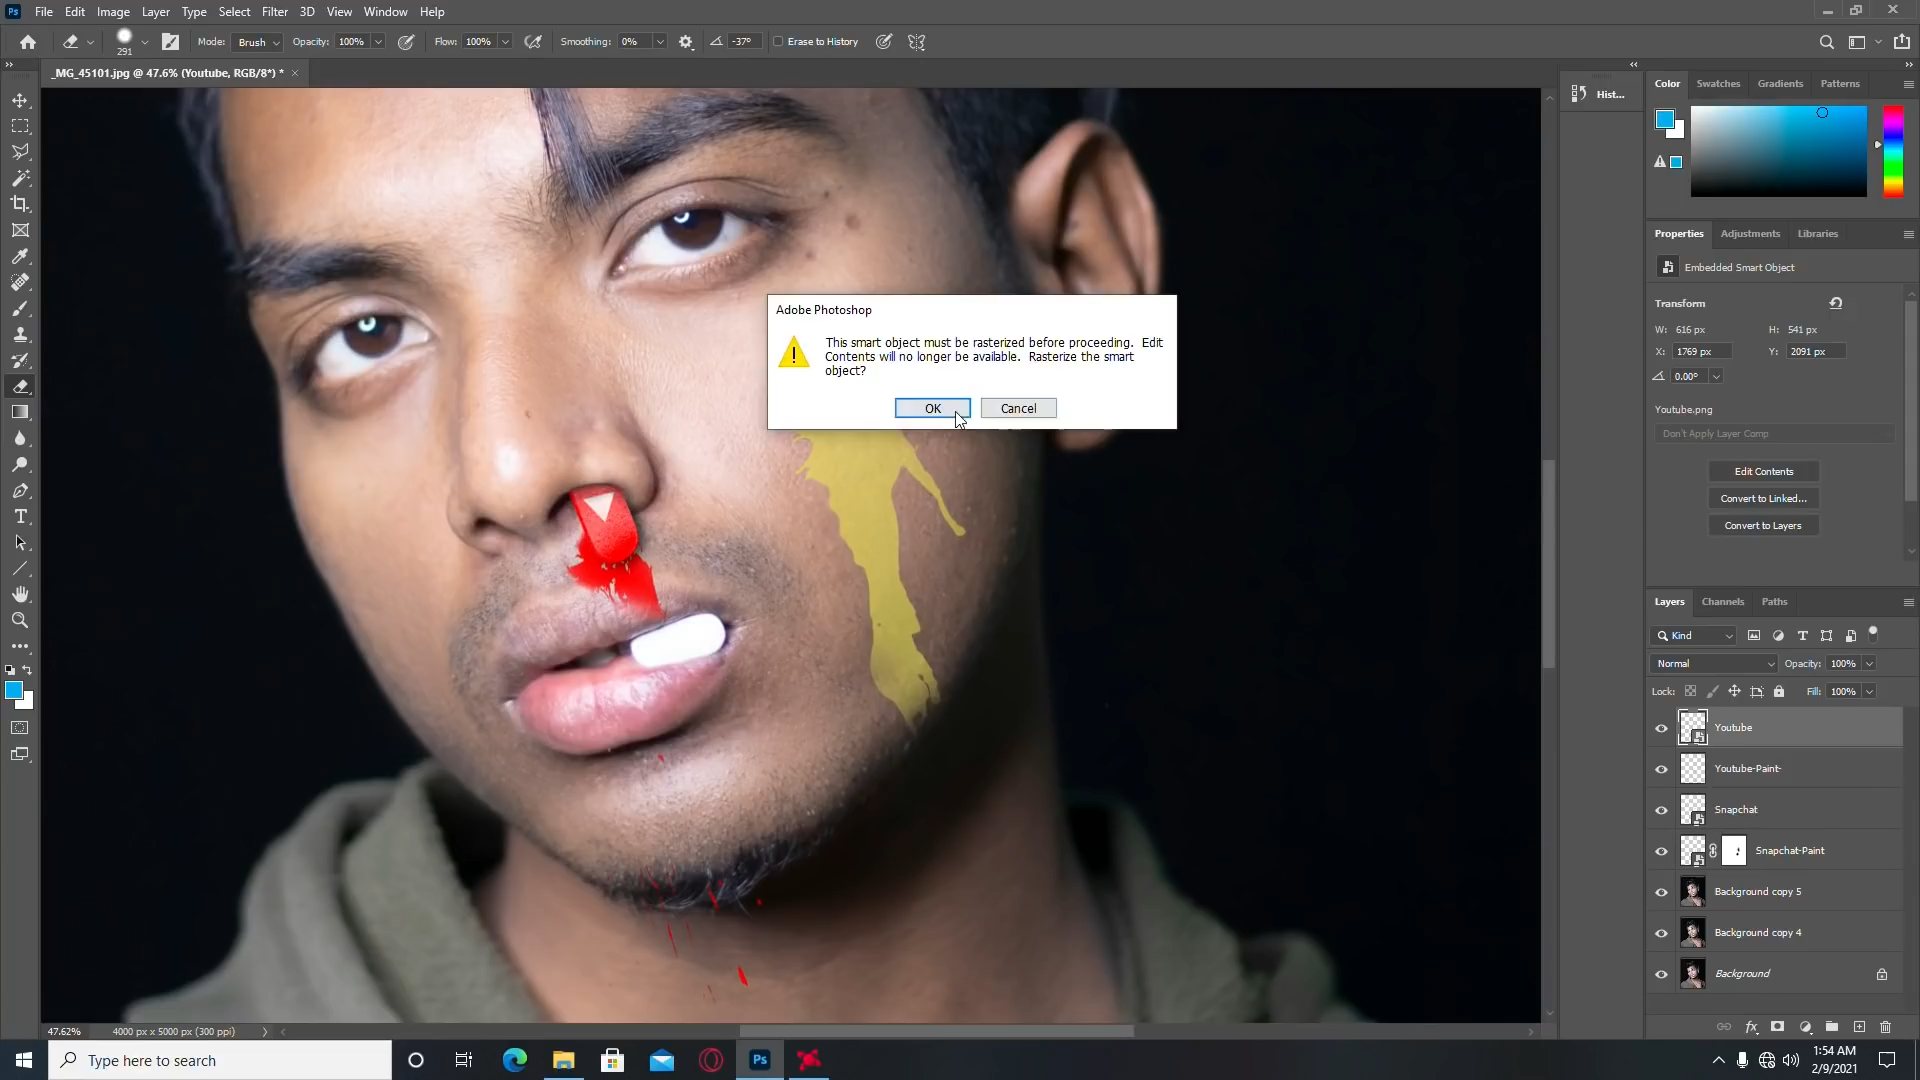 Ps File Edit Image Layer Type Select Filter 3D View Window Help
291 Mode: Brush Opacity: 100% Flow: 100% Smoothing: 0% -37° Erase to History
_MG_45101.jpg @ 47.6% (Youtube, RGB/8*) *
Hist...
Color Swatches Gradients Patterns
Properties Adjustments Libraries
Embedded Smart Object
Transform
W: 616 px H: 541 px
X: 1769 px Y: 2091 px
0.00°
Youtube.png
Don't Apply Layer Comp
Edit Contents
Convert to Linked...
Convert to Layers
Adobe Photoshop
This smart object must be rasterized before proceeding. Edit
Contents will no longer be available. Rasterize the smart
object?
OK Cancel
Layers Channels Paths
Kind
Normal Opacity: 100%
Lock: Fill: 100%
Youtube
Youtube-Paint-
Snapchat
Snapchat-Paint
Background copy 5
Background copy 4
Background
47.62% 4000 px x 5000 px (300 ppi)
Type here to search
Ps
1:54 AM
2/9/2021